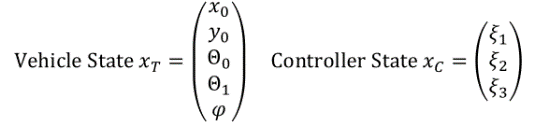 Vehicle State x_T = (x_0 y_0 Θ_0 Θ_1 φ) Controller State x_C = (ξ_1 ξ_2 ξ_3)